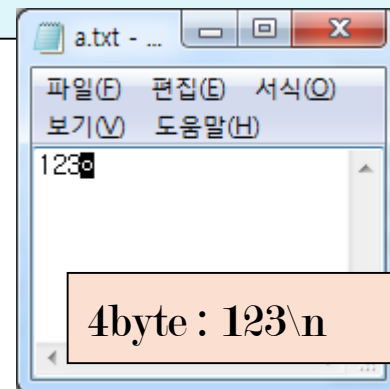 a.txt - ...
파일(F) 편집(E) 서식(O)
보기(V) 도움말(H)
123◘
4byte : 123\n